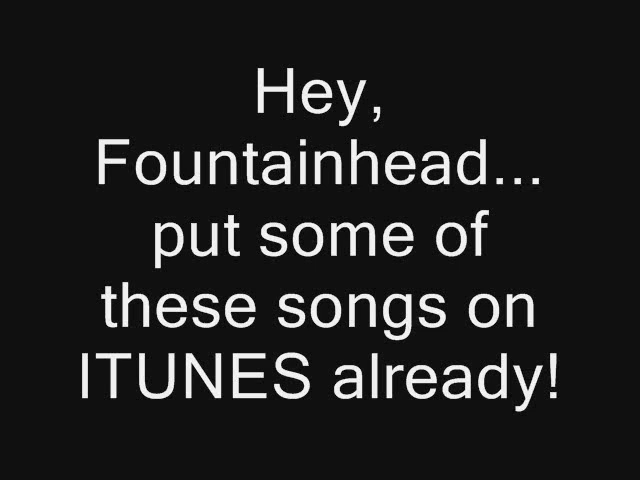 Hey,
Fountainhead...
put some of
these songs on
ITUNES already!